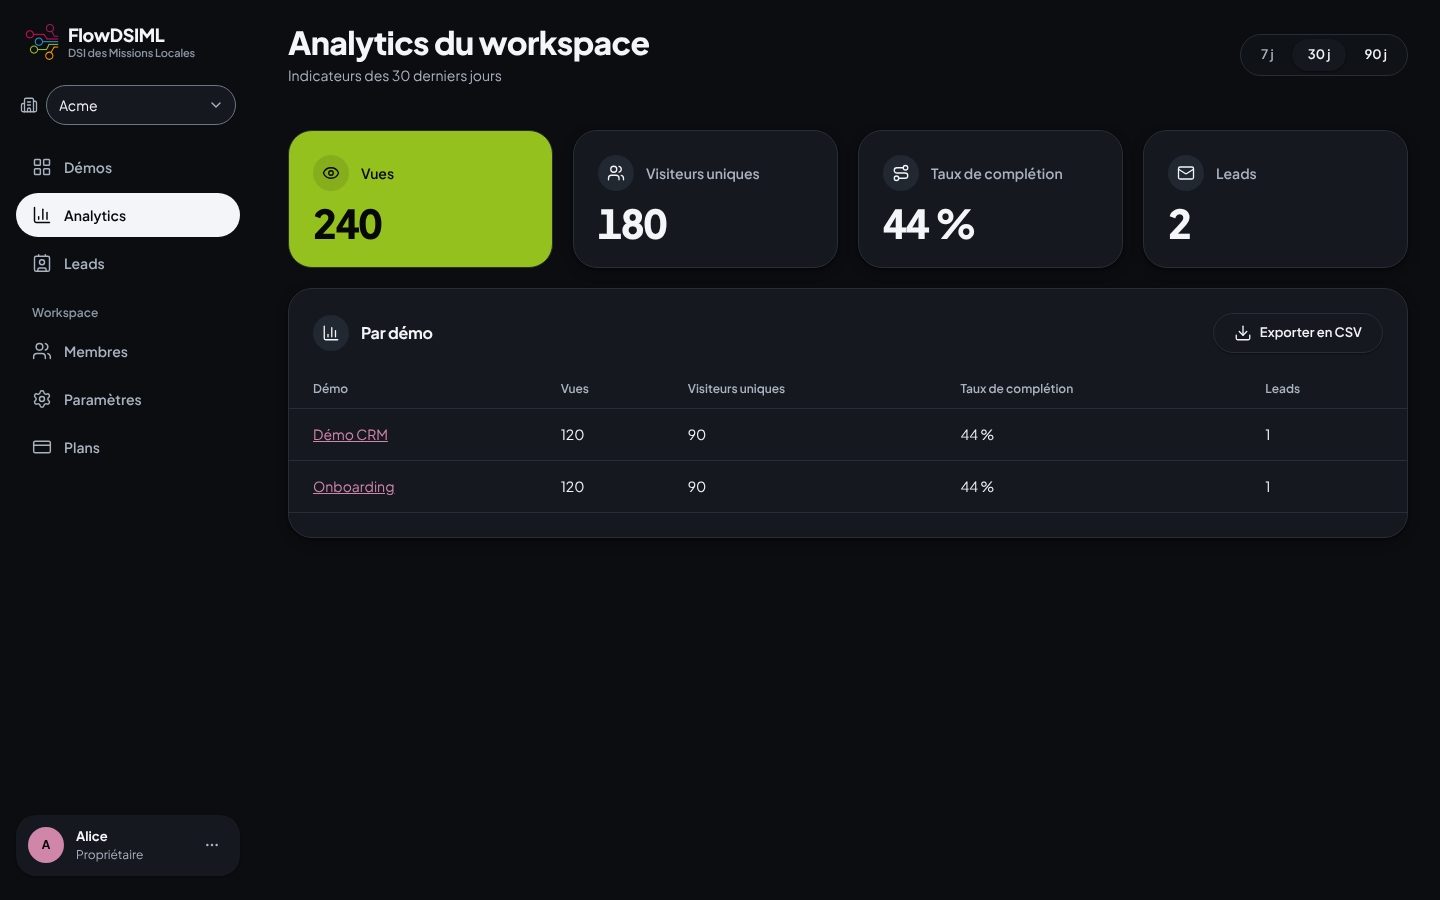 FlowDSIML
DSI des Missions Locales
Acme
Démos
Analytics
Leads
Workspace
Membres
Paramètres
Plans
A
Alice
Propriétaire
Analytics du workspace
Indicateurs des 30 derniers jours
7 j 30 j 90 j
Vues
240
Visiteurs uniques
180
Taux de complétion
44 %
Leads
2
Par démo
Exporter en CSV
Démo Vues Visiteurs uniques Taux de complétion Leads
Démo CRM 120 90 44 % 1
Onboarding 120 90 44 % 1